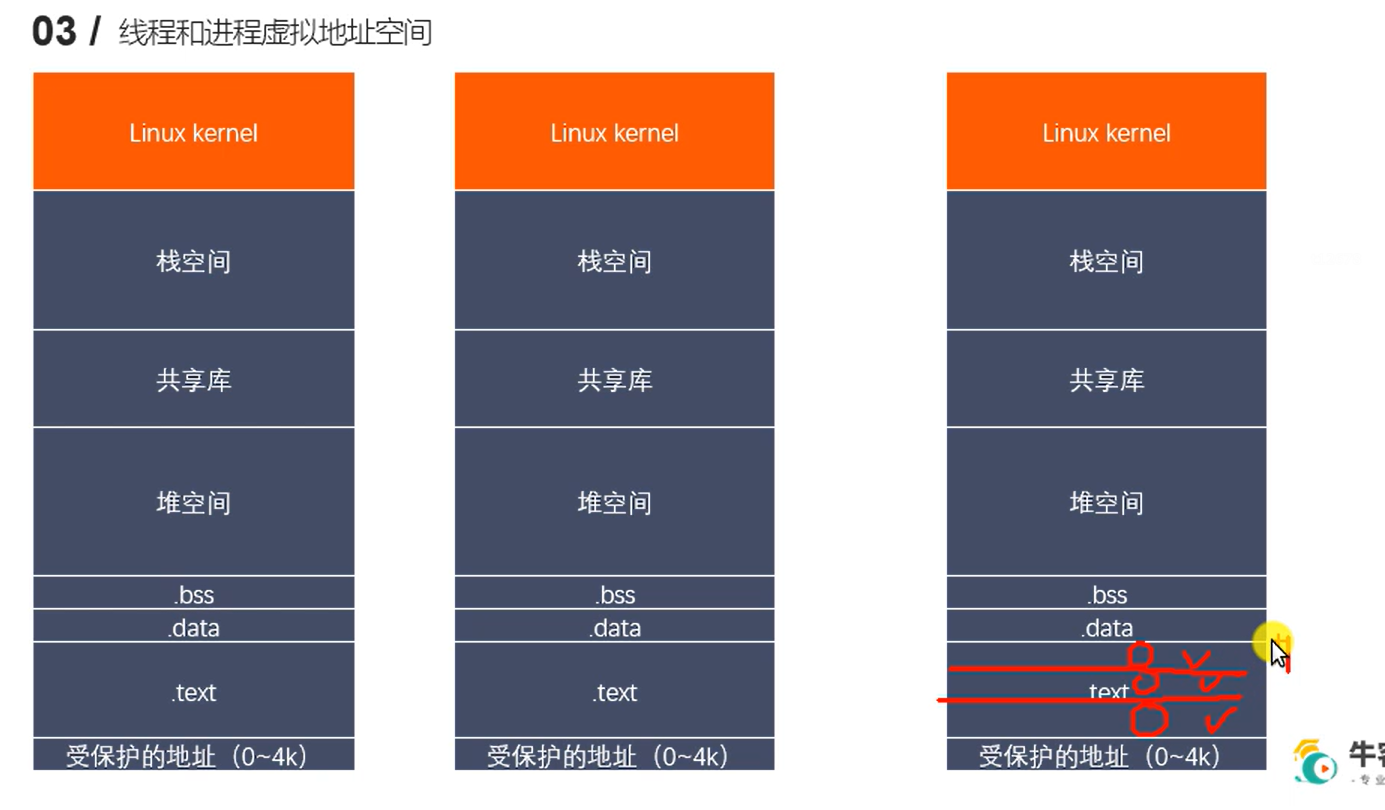 03 / 线程和进程虚拟地址空间
Linux kernel
栈空间
共享库
堆空间
.bss
.data
.text
受保护的地址（0~4k）
Linux kernel
栈空间
共享库
堆空间
.bss
.data
.text
受保护的地址（0~4k）
Linux kernel
栈空间
共享库
堆空间
.bss
.data
.text
受保护的地址（0~4k）
牛
- 专业